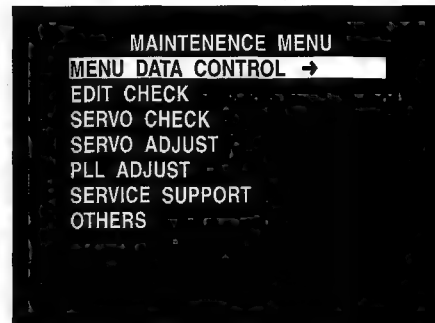 MAINTENENCE MENU
MENU DATA CONTROL →
EDIT CHECK
SERVO CHECK
SERVO ADJUST
PLL ADJUST
SERVICE SUPPORT
OTHERS